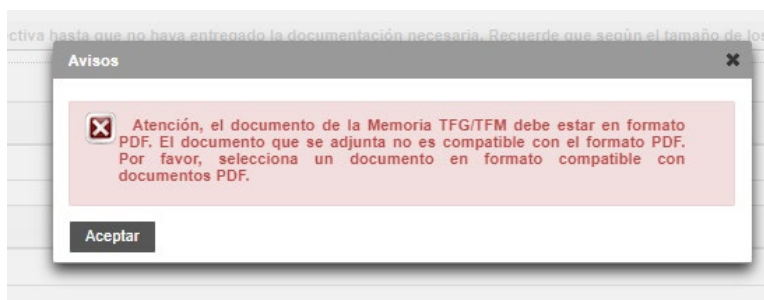 ectiva hasta que no haya entregado la documentación necesaria. Recuerde que según el tamaño de los
Avisos
Atención, el documento de la Memoria TFG/TFM debe estar en formato
PDF. El documento que se adjunta no es compatible con el formato PDF.
Por favor, selecciona un documento en formato compatible con
documentos PDF.
Aceptar